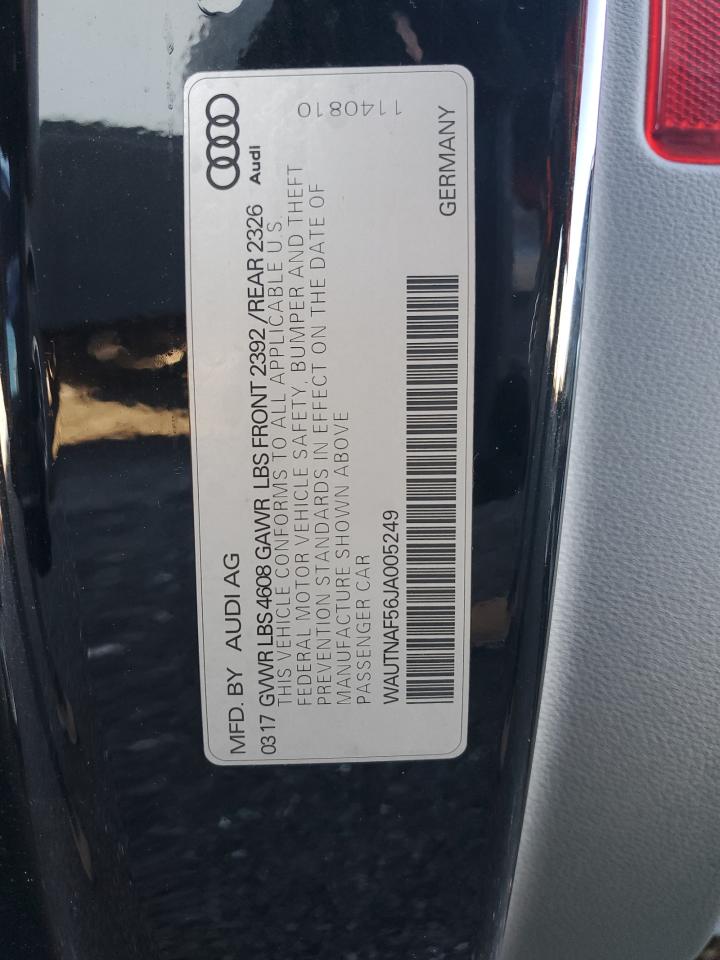 MFD. BY AUDI AG
0317 GVWR LBS 4608 GAWR LBS FRONT 2392 /REAR 2326
THIS VEHICLE CONFORMS TO ALL APPLICABLE U.S.
FEDERAL MOTOR VEHICLE SAFETY, BUMPER AND THEFT
PREVENTION STANDARDS IN EFFECT ON THE DATE OF
MANUFACTURE SHOWN ABOVE
PASSENGER CAR
WAUTNAF56JA005249
Audi
1140810
GERMANY